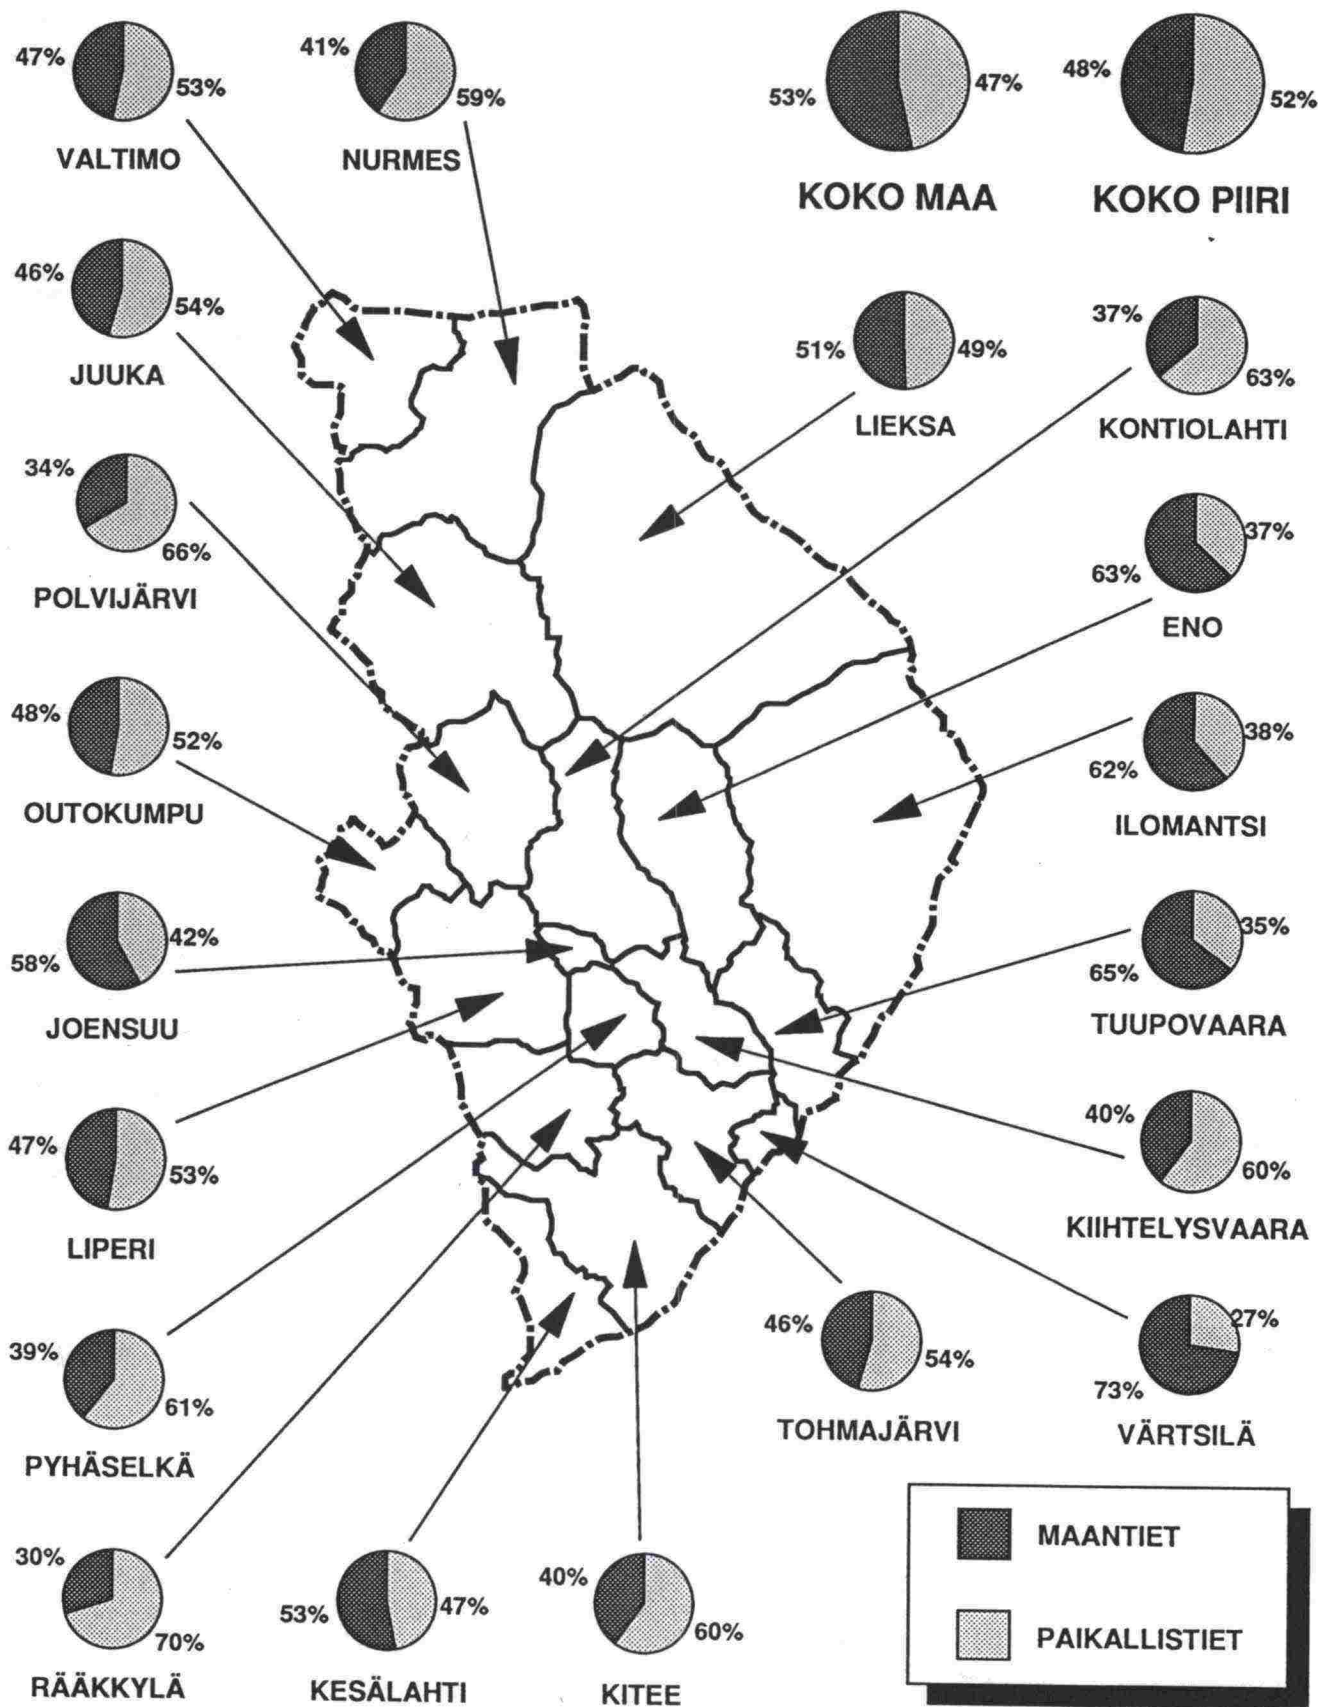 47%
53%
VALTIMO
41%
59%
NURMES
53%
47%
KOKO MAA
48%
52%
KOKO PIIRI
46%
54%
JUUKA
51%
49%
LIEKSA
37%
63%
KONTIOLAHTI
34%
66%
POLVIJÄRVI
37%
63%
ENO
48%
52%
OUTOKUMPU
38%
62%
ILOMANTSI
42%
58%
JOENSUU
35%
65%
TUUPOVAARA
47%
53%
LIPERI
40%
60%
KIIHTELYSVAARA
39%
61%
PYHÄSELKÄ
46%
54%
TOHMAJÄRVI
27%
73%
VÄRTSILÄ
30%
70%
RÄÄKKYLÄ
53%
47%
KESÄLAHTI
40%
60%
KITEE
MAANTIET
PAIKALLISTIET